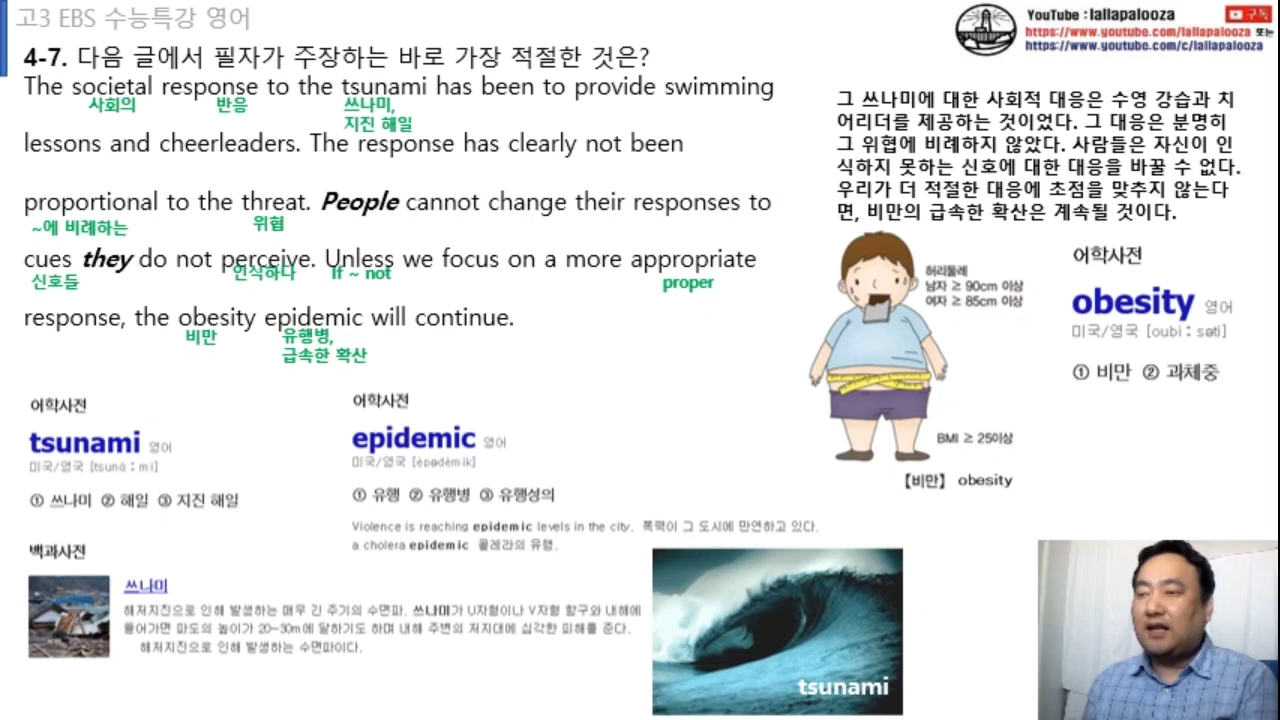 고3 EBS 수능특강 영어
YouTube : lallapalooza
구독
https://www.youtube.com/lallapalooza 또는
https://www.youtube.com/c/lallapalooza
4-7. 다음 글에서 필자가 주장하는 바로 가장 적절한 것은?
The societal response to the tsunami has been to provide swimming
사회의 반응 쓰나미,
지진 해일
lessons and cheerleaders. The response has clearly not been
proportional to the threat. People cannot change their responses to
~에 비례하는 위협
cues they do not perceive. Unless we focus on a more appropriate
신호들 인식하다 If ~ not proper
response, the obesity epidemic will continue.
비만 유행병,
급속한 확산
그 쓰나미에 대한 사회적 대응은 수영 강습과 치
어리더를 제공하는 것이었다. 그 대응은 분명히
그 위협에 비례하지 않았다. 사람들은 자신이 인
식하지 못하는 신호에 대한 대응을 바꿀 수 없다.
우리가 더 적절한 대응에 초점을 맞추지 않는다
면, 비만의 급속한 확산은 계속될 것이다.
허리둘레
남자 ≥ 90cm 이상
여자 ≥ 85cm 이상
BMI ≥ 25이상
【비만】 obesity
어학사전
obesity 영어
미국/영국 [oubiːsəti]
① 비만 ② 과체중
어학사전
tsunami 영어
미국/영국 [tsunάːmi]
① 쓰나미 ② 해일 ③ 지진 해일
어학사전
epidemic 영어
미국/영국 [èpədémik]
① 유행 ② 유행병 ③ 유행성의
Violence is reaching epidemic levels in the city. 폭력이 그 도시에 만연하고 있다.
a cholera epidemic 콜레라의 유행.
백과사전
쓰나미
해저지진으로 인해 발생하는 매우 긴 주기의 수면파. 쓰나미가 U자형이나 V자형 항구와 내해에
들어가면 파도의 높이가 20~30m에 달하기도 하며 내해 주변의 저지대에 심각한 피해를 준다.
해저지진으로 인해 발생하는 수면파이다.
tsunami